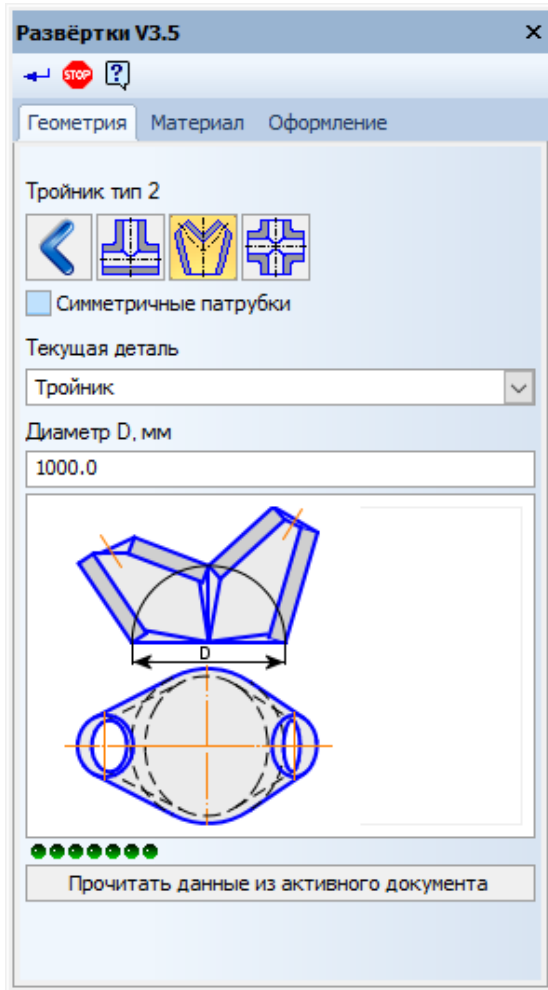 Развёртки V3.5
STOP
Геометрия Материал Оформление
Тройник тип 2
Симметричные патрубки
Текущая деталь
Тройник
Диаметр D, мм
1000.0
D
Прочитать данные из активного документа